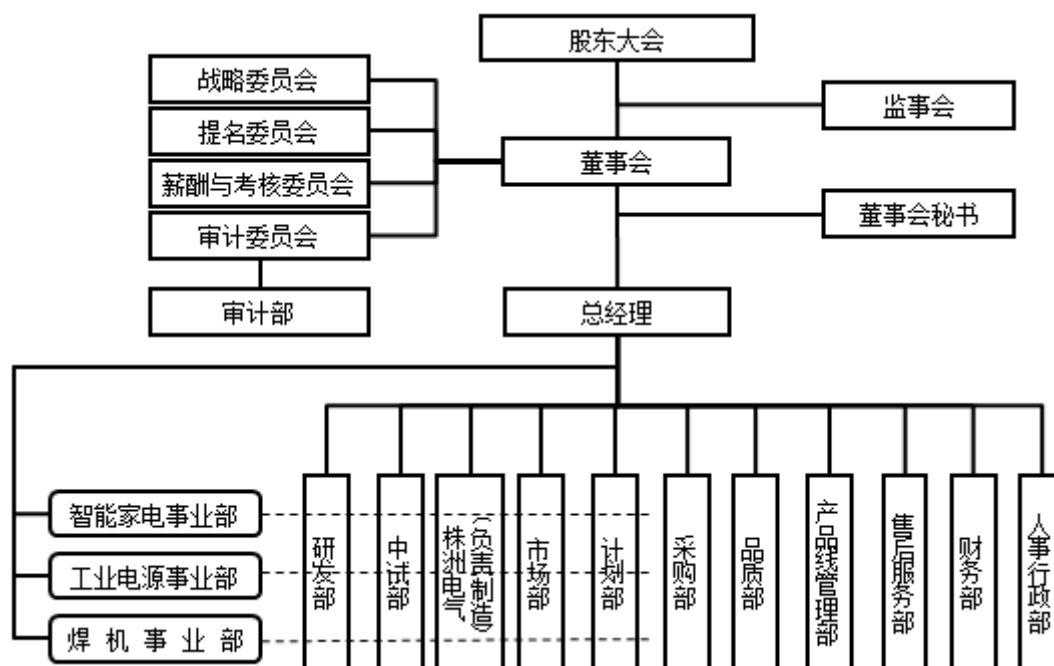 股东大会
战略委员会
监事会
提名委员会
董事会
薪酬与考核委员会
董事会秘书
审计委员会
审计部
总经理
智能家电事业部
工业电源事业部
焊机事业部
研发部
中试部
株洲电气
(负责制造)
市场部
计划部
采购部
品质部
产品线管理部
售后服务部
财务部
人事行政部